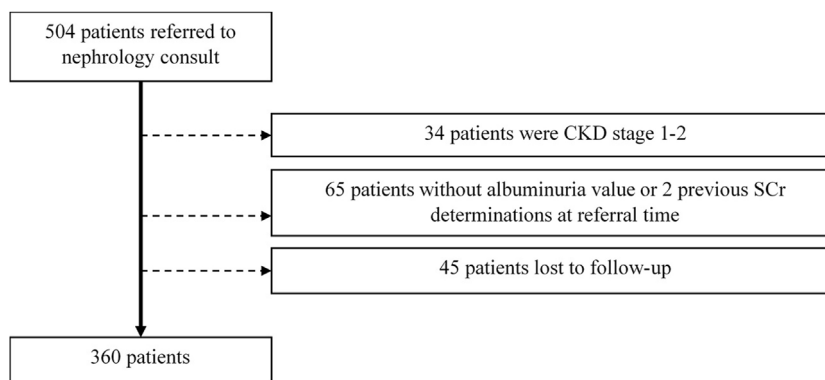 504 patients referred to
nephrology consult
34 patients were CKD stage 1-2
65 patients without albuminuria value or 2 previous SCr
determinations at referral time
45 patients lost to follow-up
360 patients